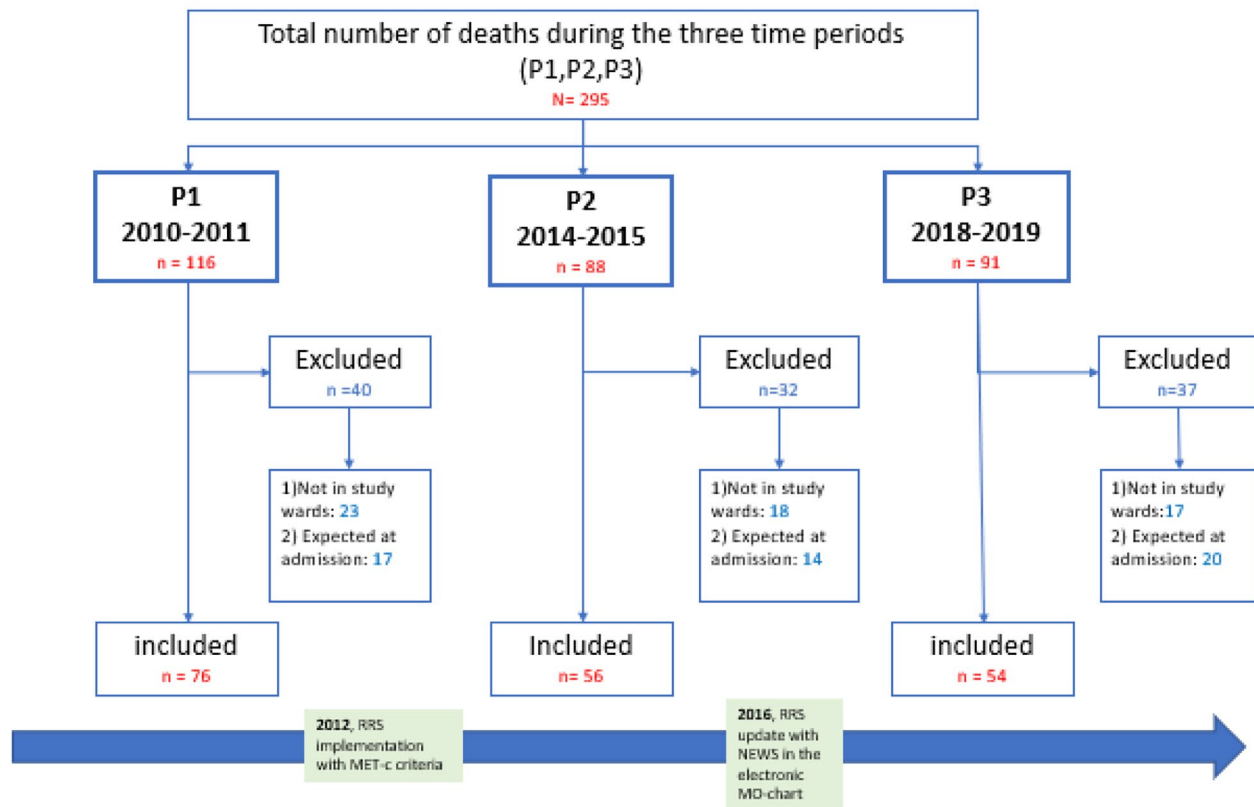 Total number of deaths during the three time periods
(P1,P2,P3)
N= 295
P1
2010-2011
n = 116
P2
2014-2015
n = 88
P3
2018-2019
n = 91
Excluded
n =40
Excluded
n=32
Excluded
n=37
1)Not in study
wards: 23
2) Expected at
admission: 17
1)Not in study
wards: 18
2) Expected at
admission: 14
1)Not in study
wards:17
2) Expected at
admission: 20
included
n = 76
Included
n= 56
included
n = 54
2012, RRS
implementation
with MET-c criteria
2016, RRS
update with
NEWS in the
electronic
MO-chart